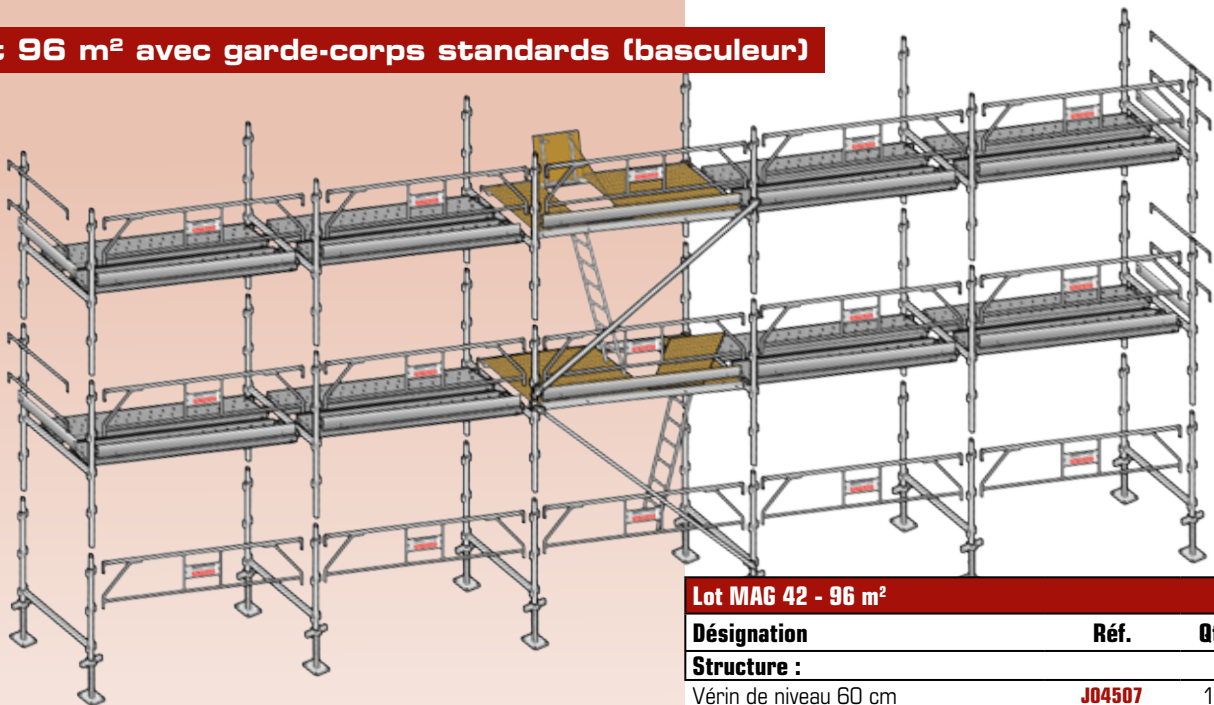 96 m² avec garde-corps standards (basculeur)
Lot MAG 42 - 96 m²
Désignation Réf.
Structure :
Vérin de niveau 60 cm J04507